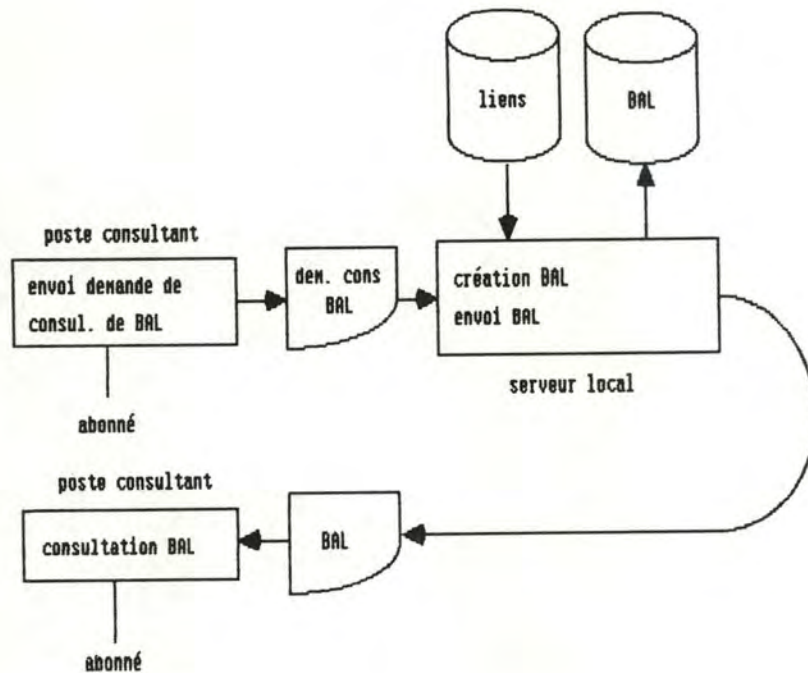 liens
BAL
poste consultant
envoi demande de
consul. de BAL
dem. cons
BAL
création BAL
envoi BAL
serveur local
abonné
poste consultant
consultation BAL
BAL
abonné